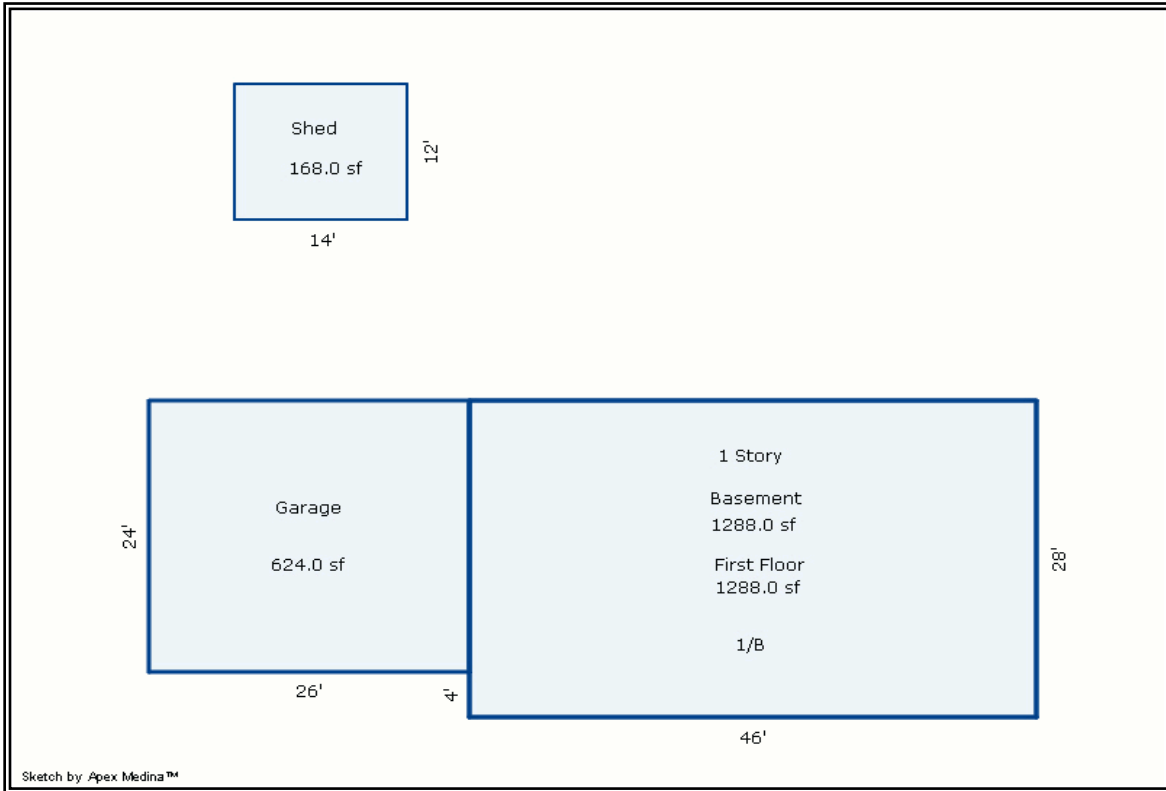 Shed
168.0 sf
12'
14'
1 Story
Basement
1288.0 sf
First Floor
1288.0 sf
1/B
Garage
624.0 sf
24'
28'
26'
4'
46'
Sketch by Apex Medina™